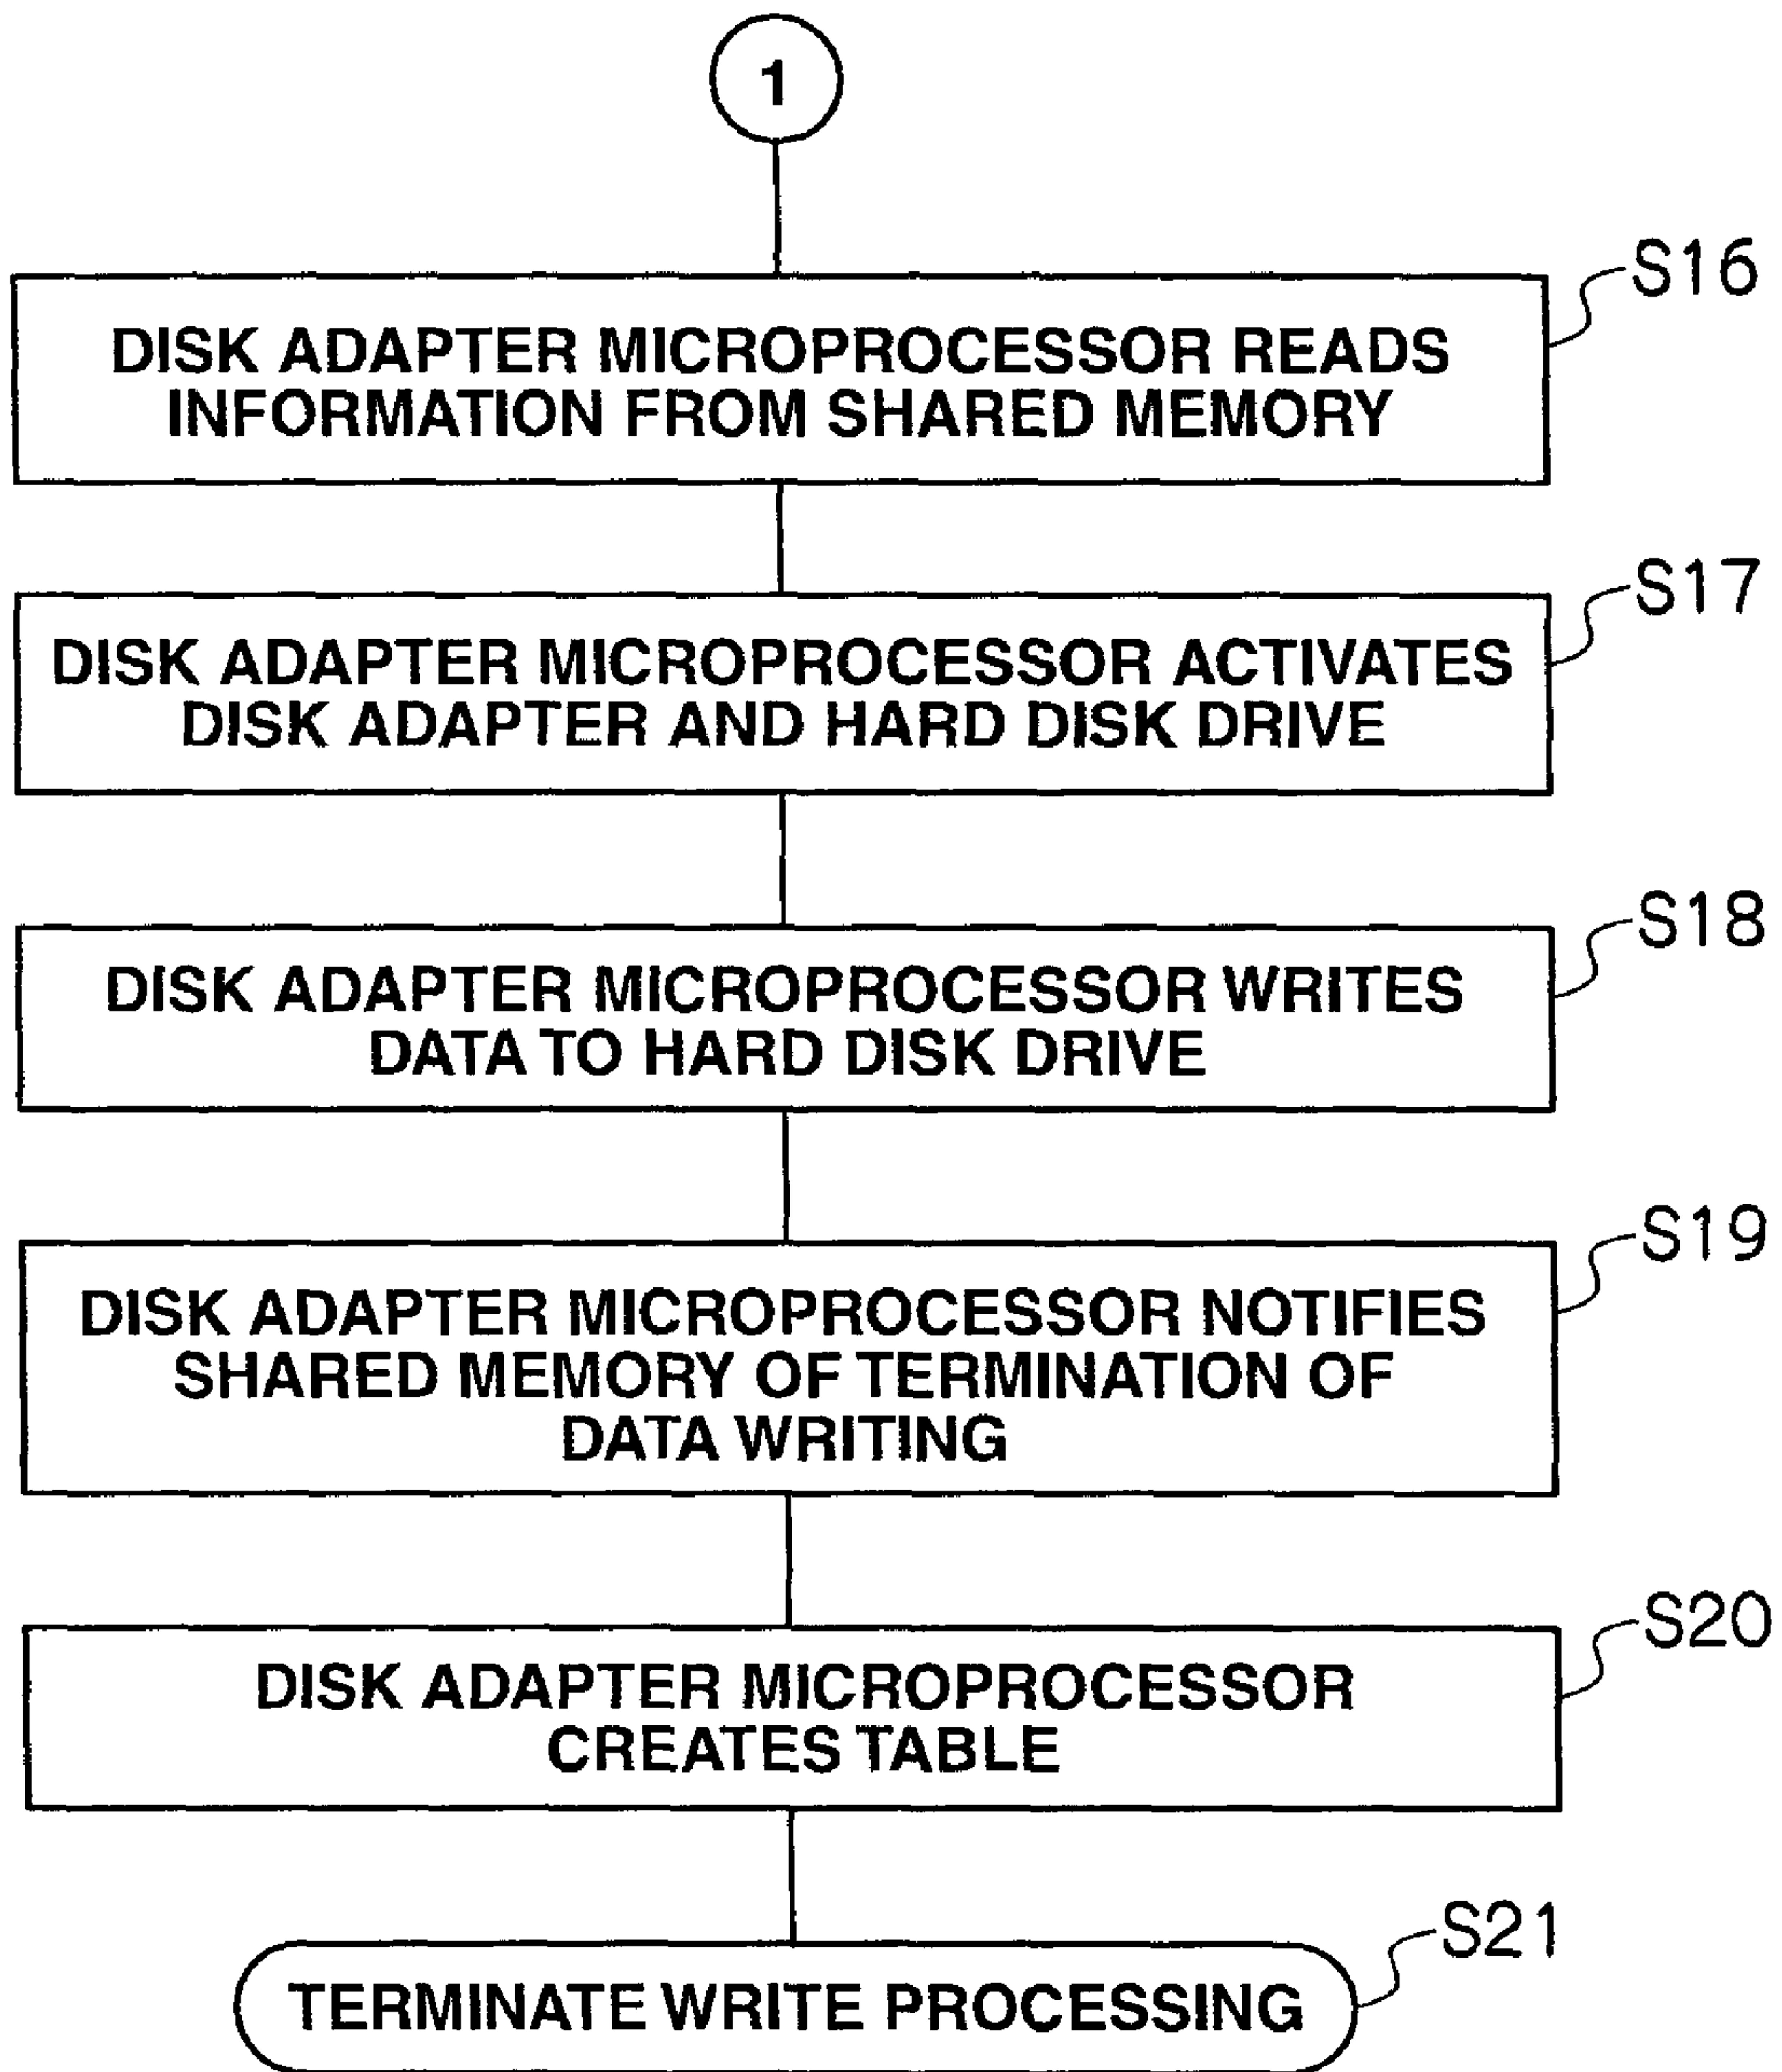 1
S16
DISK ADAPTER MICROPROCESSOR READS
INFORMATION FROM SHARED MEMORY
S17
DISK ADAPTER MICROPROCESSOR ACTIVATES
DISK ADAPTER AND HARD DISK DRIVE
S18
DISK ADAPTER MICROPROCESSOR WRITES
DATA TO HARD DISK DRIVE
S19
DISK ADAPTER MICROPROCESSOR NOTIFIES
SHARED MEMORY OF TERMINATION OF
DATA WRITING
S20
DISK ADAPTER MICROPROCESSOR
CREATES TABLE
S21
TERMINATE WRITE PROCESSING